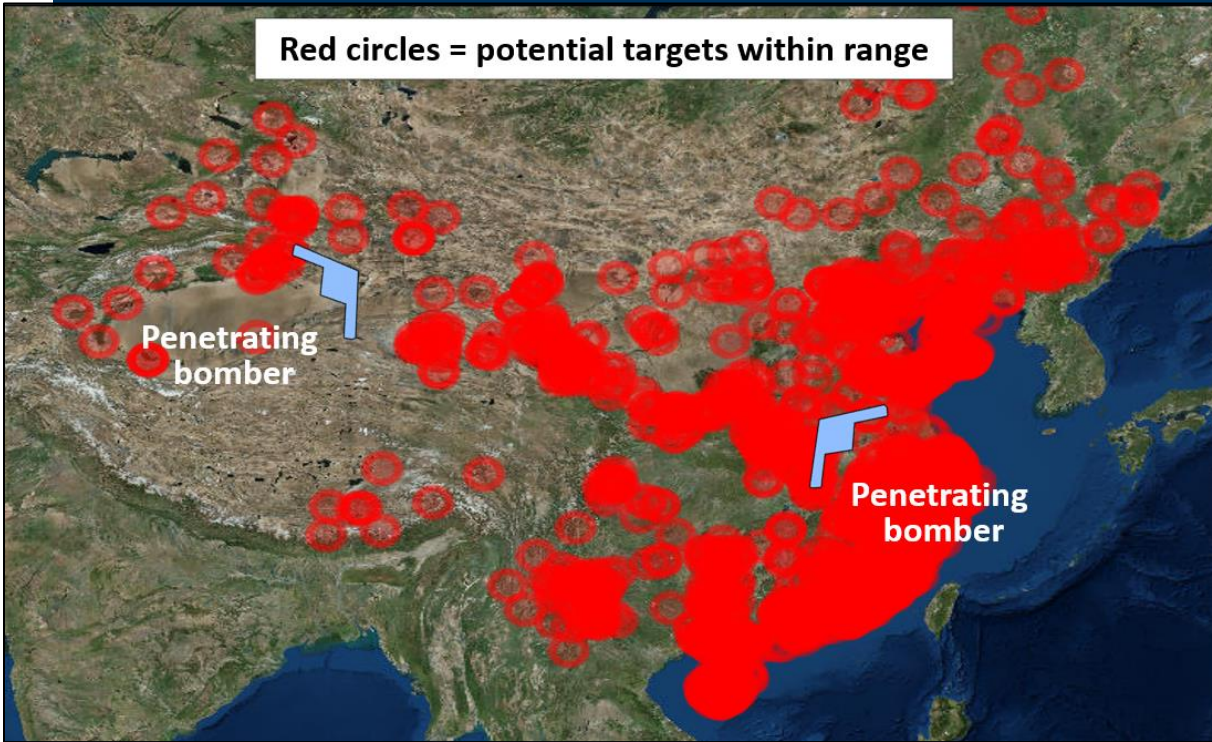 Red circles = potential targets within range
Penetrating
bomber
Penetrating
bomber